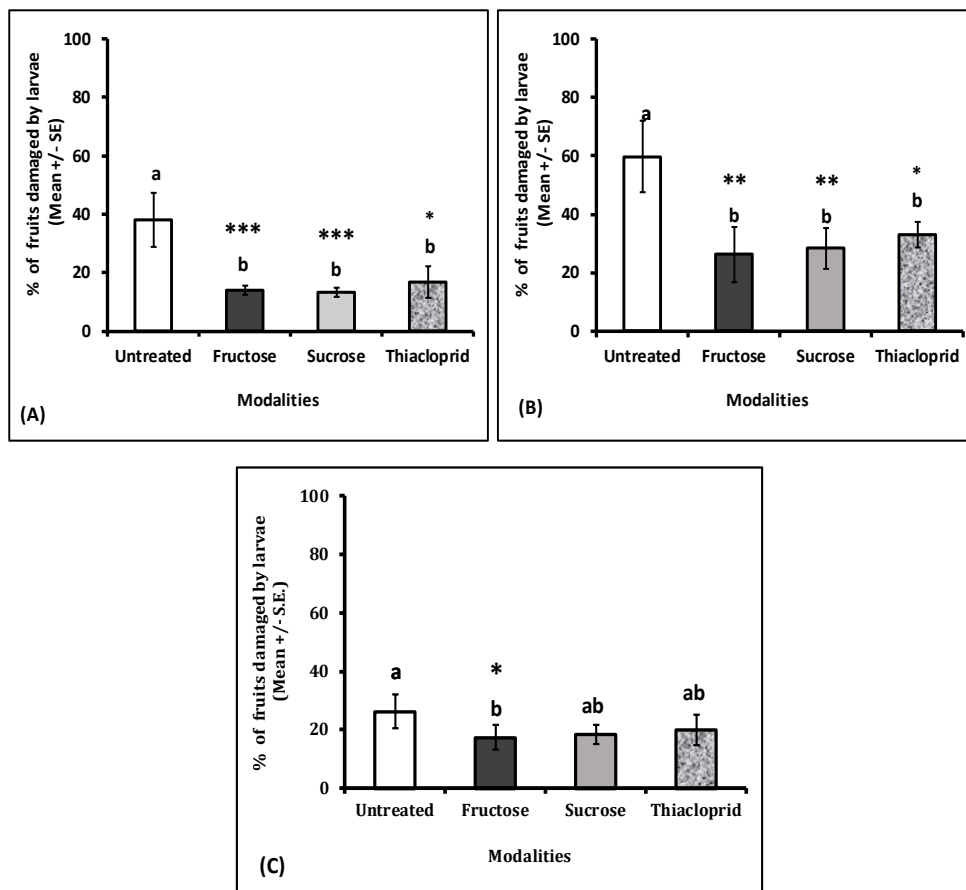 % of fruits damaged by larvae
(Mean +/- SE)
100
80
60
40
20
0
a
*** *** *
b b b
Untreated Fructose Sucrose Thiacloprid
Modalities
(A)
% of fruits damaged by larvae
(Mean +/- SE)
100
80
60
40
20
0
a
** ** *
b b b
Untreated Fructose Sucrose Thiacloprid
Modalities
(B)
% of fruits damaged by larvae
(Mean +/- S.E.)
100
80
60
40
20
0
a * ab ab
b
Untreated Fructose Sucrose Thiacloprid
Modalities
(C)